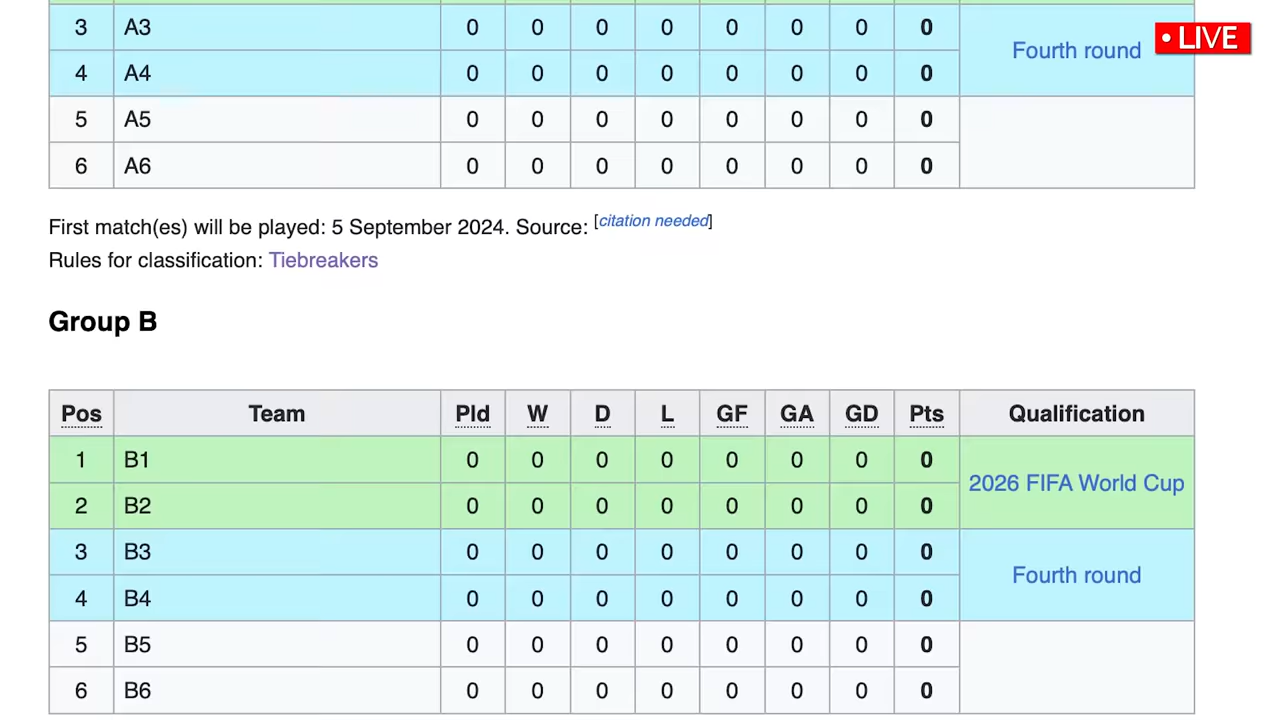 3 A3 0 0 0 0 0 0 0 0 Fourth round • LIVE
4 A4 0 0 0 0 0 0 0 0
5 A5 0 0 0 0 0 0 0 0
6 A6 0 0 0 0 0 0 0 0
First match(es) will be played: 5 September 2024. Source: [citation needed]
Rules for classification: Tiebreakers
Group B
Pos Team Pld W D L GF GA GD Pts Qualification
1 B1 0 0 0 0 0 0 0 0 2026 FIFA World Cup
2 B2 0 0 0 0 0 0 0 0
3 B3 0 0 0 0 0 0 0 0 Fourth round
4 B4 0 0 0 0 0 0 0 0
5 B5 0 0 0 0 0 0 0 0
6 B6 0 0 0 0 0 0 0 0